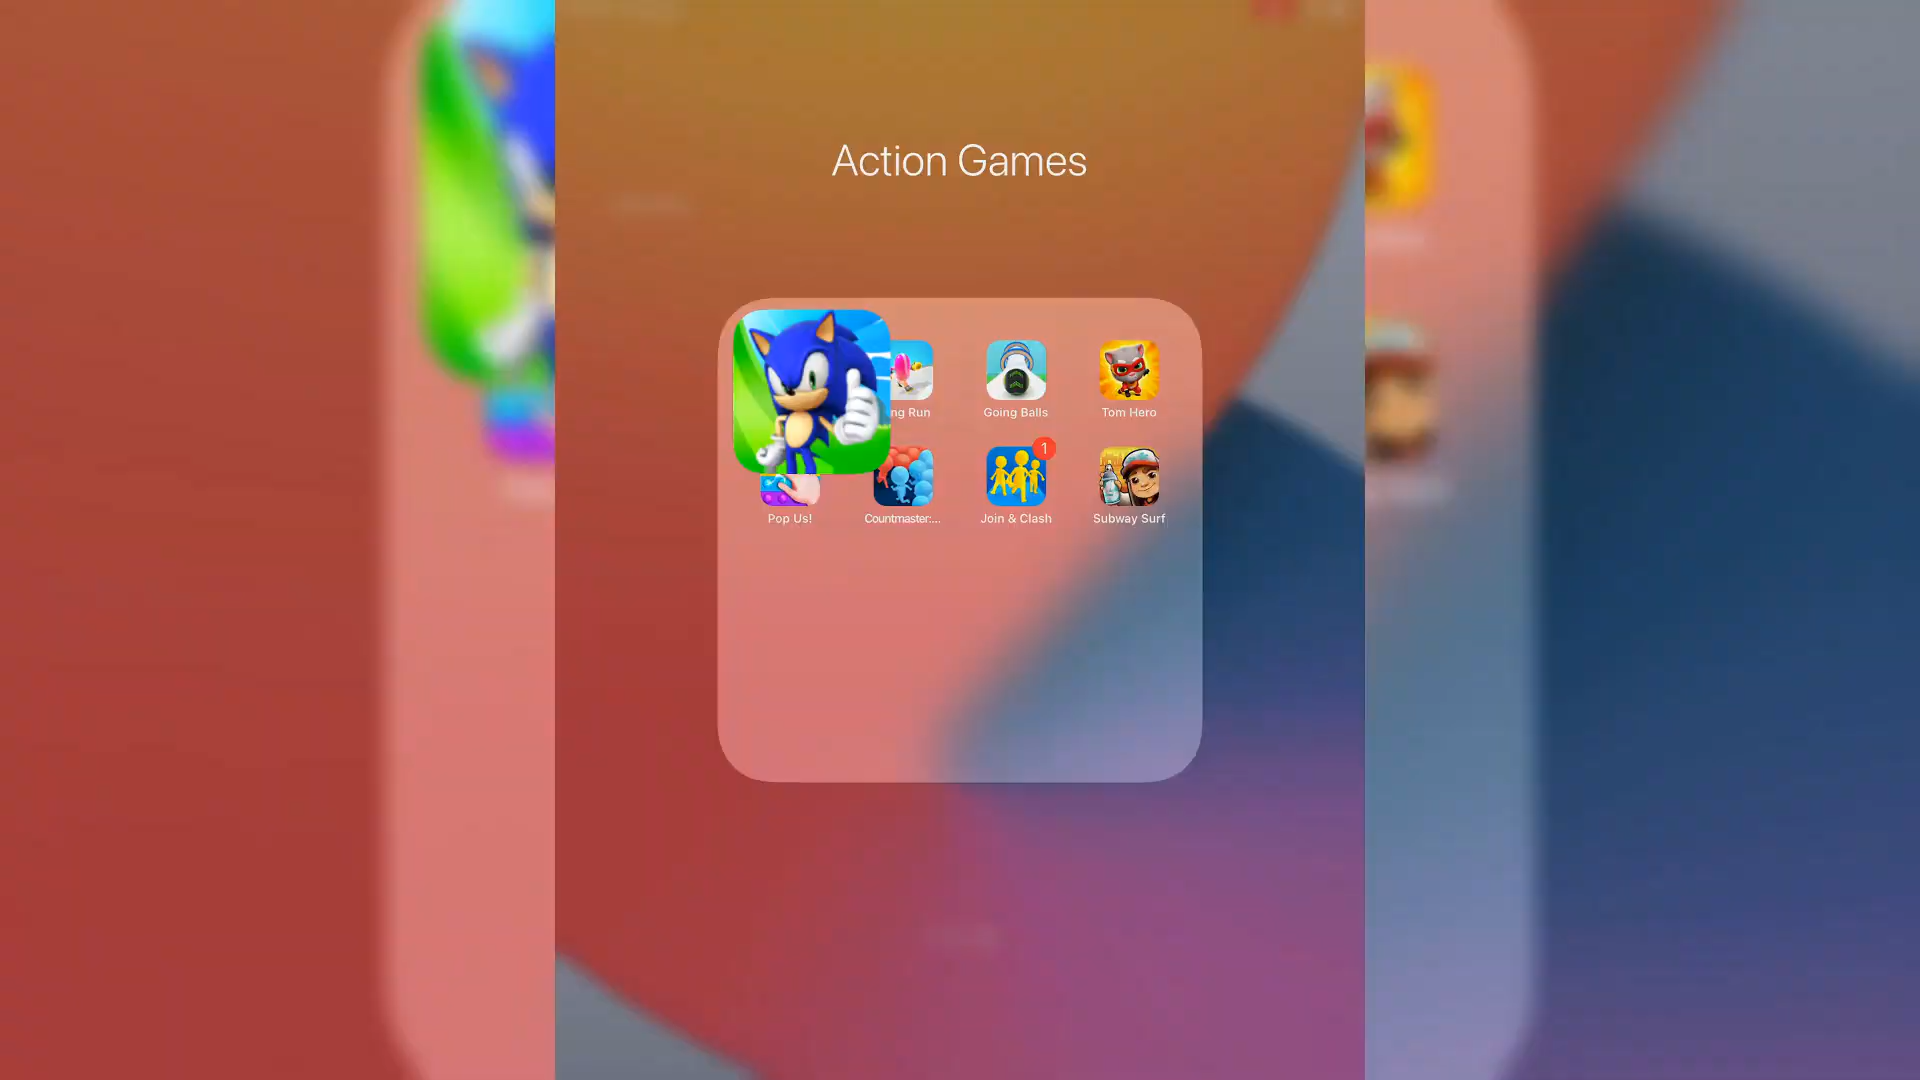 Action Games
ng Run
Going Balls
Tom Hero
1
Pop Us!
Countmaster:...
Join & Clash
Subway Surf